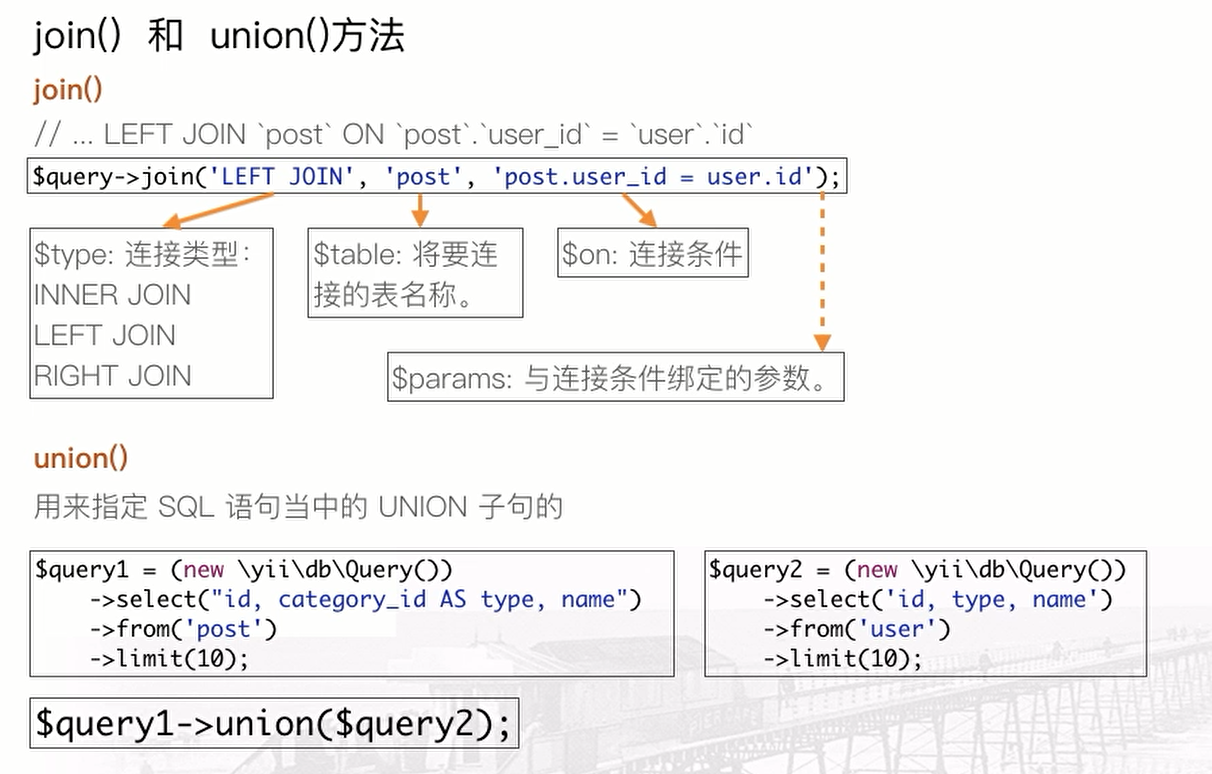 join() 和 union()方法
join()
// ... LEFT JOIN `post` ON `post`.`user_id` = `user`.`id`
$query->join('LEFT JOIN', 'post', 'post.user_id = user.id');
$type: 连接类型：
INNER JOIN
LEFT JOIN
RIGHT JOIN
$table: 将要连
接的表名称。
$on: 连接条件
$params: 与连接条件绑定的参数。
union()
用来指定 SQL 语句当中的 UNION 子句的
$query1 = (new \yii\db\Query())
->select("id, category_id AS type, name")
->from('post')
->limit(10);
$query2 = (new \yii\db\Query())
->select('id, type, name')
->from('user')
->limit(10);
$query1->union($query2);